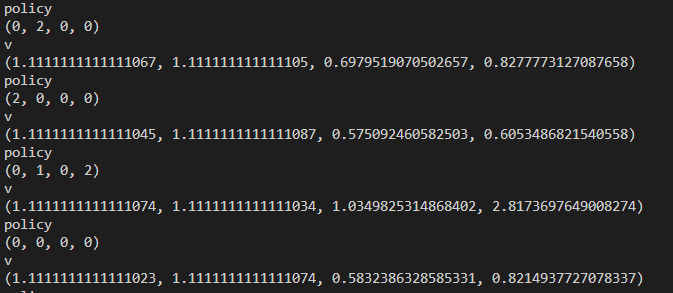 policy
(0, 2, 0, 0)
v
(1.1111111111111067, 1.111111111111105, 0.6979519070502657, 0.8277773127087658)
policy
(2, 0, 0, 0)
v
(1.1111111111111045, 1.1111111111111087, 0.575092460582503, 0.6053486821540558)
policy
(0, 1, 0, 2)
v
(1.1111111111111074, 1.1111111111111034, 1.0349825314868402, 2.8173697649008274)
policy
(0, 0, 0, 0)
v
(1.1111111111111023, 1.1111111111111074, 0.5832386328585331, 0.8214937727078337)